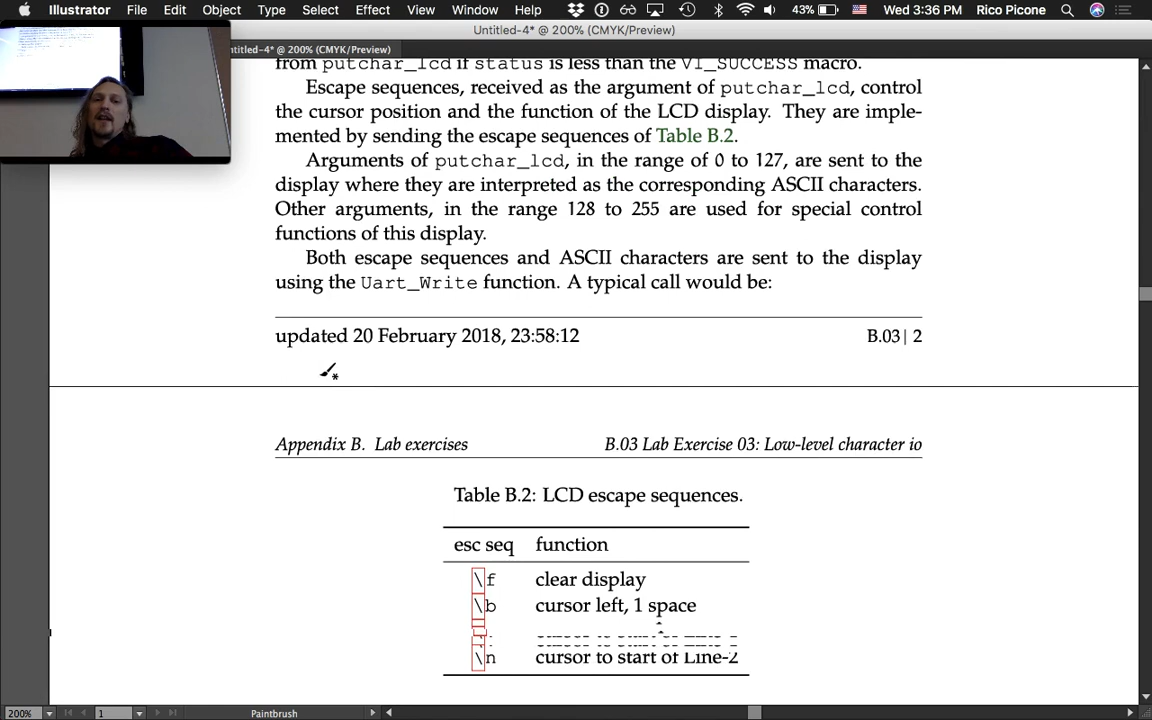 Illustrator File Edit Object Type Select Effect View Window Help 43% Wed 3:36 PM Rico Picone
Untitled-4* @ 200% (CMYK/Preview)
ntitled-4* @ 200% (CMYK/Preview)
from putchar_lcd if status is less than the VI_SUCCESS macro.
Escape sequences, received as the argument of putchar_lcd, control
the cursor position and the function of the LCD display. They are imple-
mented by sending the escape sequences of Table B.2.
Arguments of putchar_lcd, in the range of 0 to 127, are sent to the
display where they are interpreted as the corresponding ASCII characters.
Other arguments, in the range 128 to 255 are used for special control
functions of this display.
Both escape sequences and ASCII characters are sent to the display
using the Uart_Write function. A typical call would be:
updated 20 February 2018, 23:58:12 B.03| 2
Appendix B. Lab exercises B.03 Lab Exercise 03: Low-level character io
Table B.2: LCD escape sequences.
esc seq function
\f clear display
\b cursor left, 1 space
\n cursor to start of Line-2
200% 1 Paintbrush